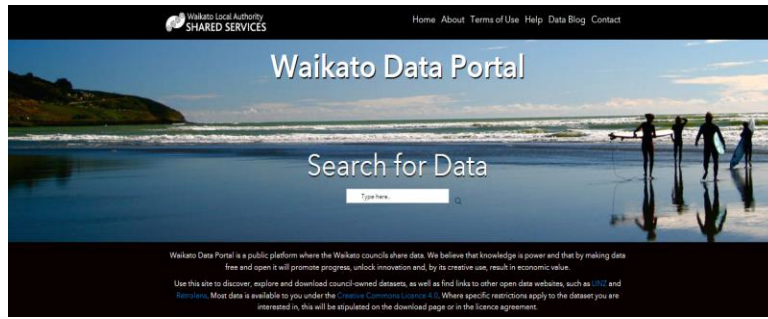 Waikato Local Authority
SHARED SERVICES
Home About Terms of Use Help Data Blog Contact
Waikato Data Portal
Search for Data
Type here..
Waikato Data Portal is a public platform where the Waikato councils share data. We believe that knowledge is power and that by making data
free and open it will promote progress, unlock innovation and, by its creative use, result in economic value.
Use this site to discover, explore and download council-owned datasets, as well as find links to other open data websites, such as LINZ and
Retrolens. Most data is available to you under the Creative Commons Licence 4.0. Where specific restrictions apply to the dataset you are
interested in, this will be stipulated on the download page or in the licence agreement.